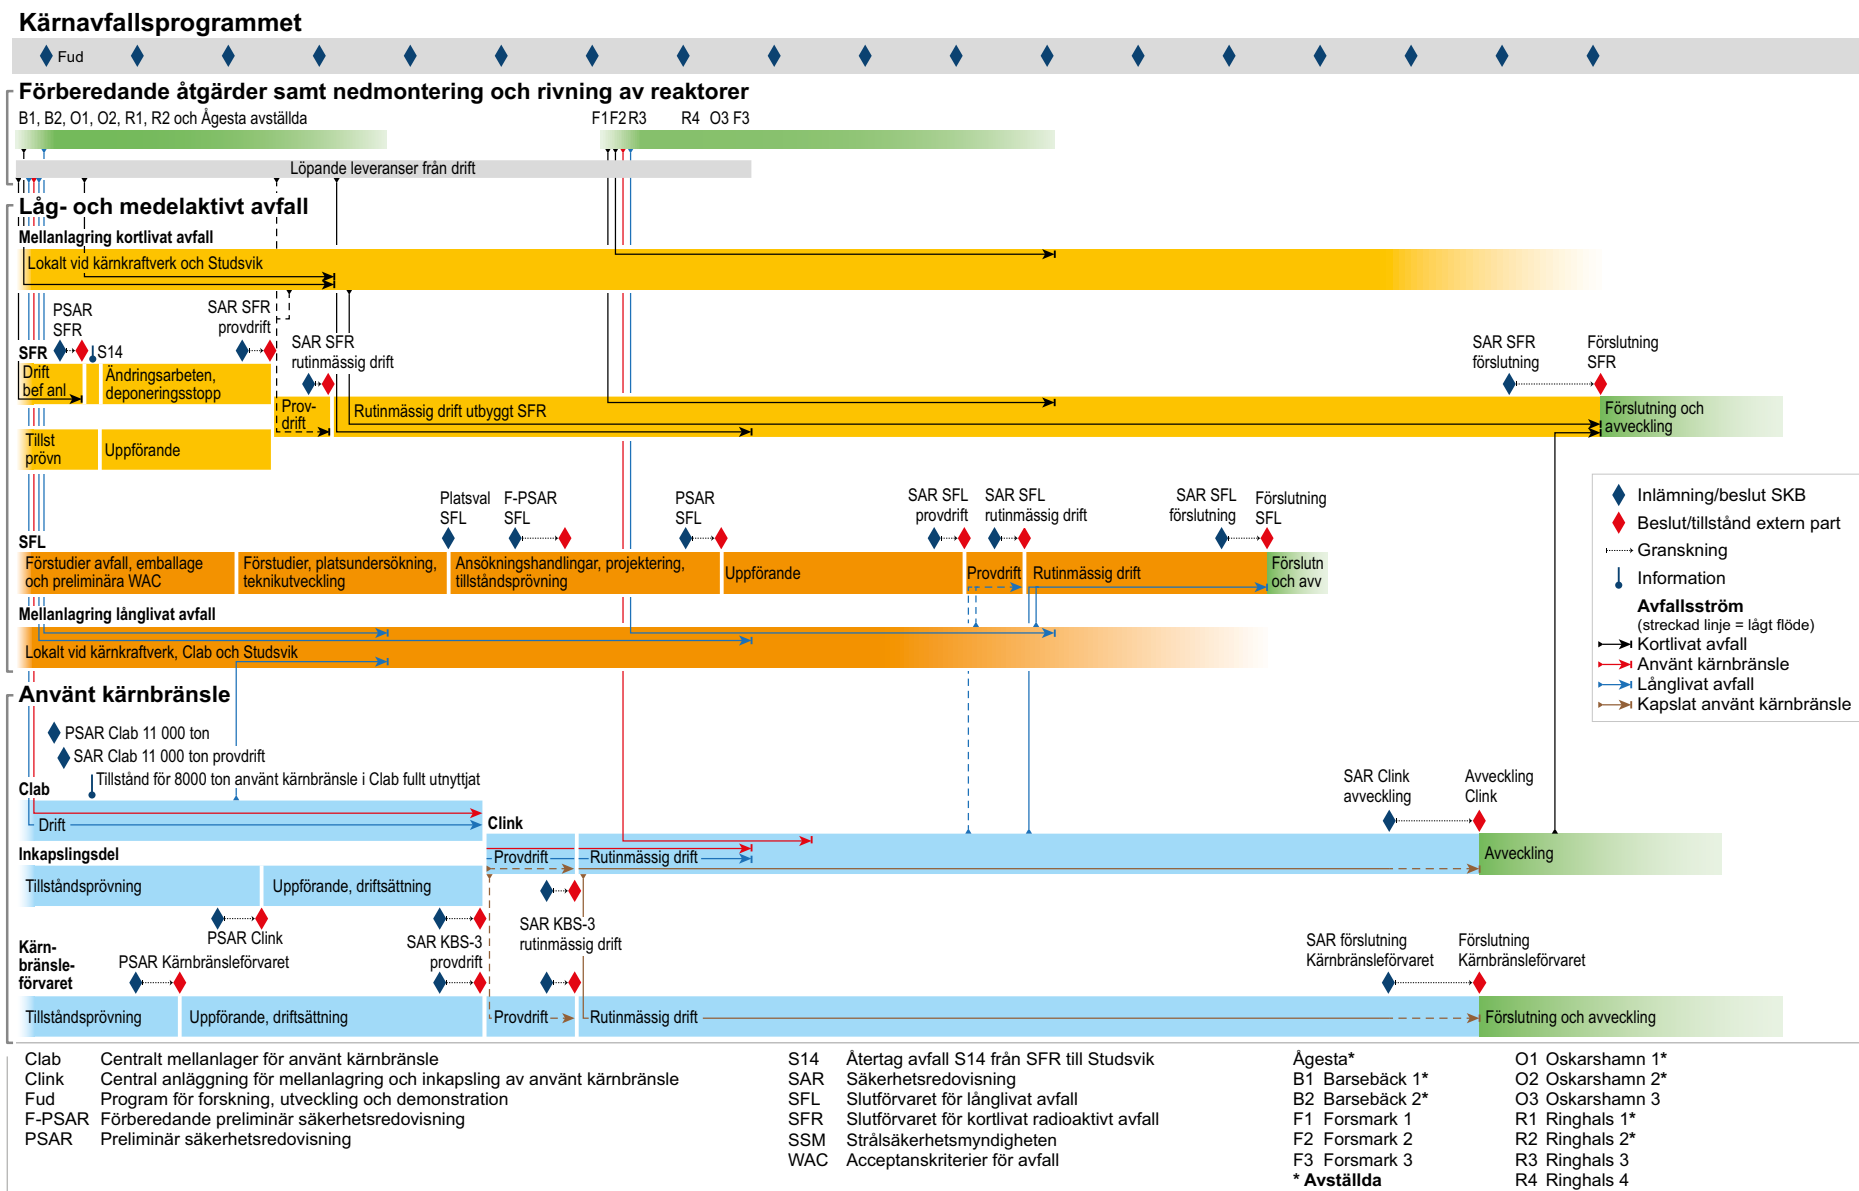 Kärnavfallsprogrammet
Fud
Förberedande åtgärder samt nedmontering och rivning av reaktorer
B1, B2, O1, O2, R1, R2 och Ågesta avställda
F1 F2 R3 R4 O3 F3
Löpande leveranser från drift
Låg- och medelaktivt avfall
Mellanlagring kortlivat avfall
Lokalt vid kärnkraftverk och Studsvik
PSAR
SFR
SAR SFR
provdrift
SAR SFR
rutinmässig drift
SAR SFR
förslutning
Förslutning
SFR
SFR
S14
Drift
bef anl
Ändringsarbeten,
deponeringsstopp
Prov-
drift
Rutinmässig drift utbyggt SFR
Förslutning och
avveckling
Tillst
prövn
Uppförande
Platsval
SFL
F-PSAR
SFL
PSAR
SFL
SAR SFL
provdrift
SAR SFL
rutinmässig drift
SAR SFL
förslutning
Förslutning
SFL
SFL
Förstudier avfall, emballage
och preliminära WAC
Förstudier, platsundersökning,
teknikutveckling
Ansökningshandlingar, projektering,
tillståndsprövning
Uppförande
Provdrift
Rutinmässig drift
Förslutn
och avv
Mellanlagring långlivat avfall
Lokalt vid kärnkraftverk, Clab och Studsvik
Inlämning/beslut SKB
Beslut/tillstånd extern part
Granskning
Information
Avfallsström
(streckad linje = lågt flöde)
Kortlivat avfall
Använt kärnbränsle
Långlivat avfall
Kapslat använt kärnbränsle
Använt kärnbränsle
PSAR Clab 11 000 ton
SAR Clab 11 000 ton provdrift
Tillstånd för 8000 ton använt kärnbränsle i Clab fullt utnyttjat
Clab
Drift
Clink
SAR Clink
avveckling
Avveckling
Clink
Provdrift
Rutinmässig drift
Avveckling
Inkapslingsdel
Tillståndsprövning
Uppförande, driftsättning
PSAR Clink
SAR KBS-3
provdrift
SAR KBS-3
rutinmässig drift
Kärn-
bränsle-
förvaret
PSAR Kärnbränsleförvaret
SAR förslutning
Kärnbränsleförvaret
Förslutning
Kärnbränsleförvaret
Tillståndsprövning
Uppförande, driftsättning
Provdrift
Rutinmässig drift
Förslutning och avveckling
Clab Centralt mellanlager för använt kärnbränsle
Clink Central anläggning för mellanlagring och inkapsling av använt kärnbränsle
Fud Program för forskning, utveckling och demonstration
F-PSAR Förberedande preliminär säkerhetsredovisning
PSAR Preliminär säkerhetsredovisning
S14 Återtag avfall S14 från SFR till Studsvik
SAR Säkerhetsredovisning
SFL Slutförvaret för långlivat avfall
SFR Slutförvaret för kortlivat radioaktivt avfall
SSM Strålsäkerhetsmyndigheten
WAC Acceptanskriterier för avfall
Ågesta*
B1 Barsebäck 1*
B2 Barsebäck 2*
F1 Forsmark 1
F2 Forsmark 2
F3 Forsmark 3
* Avställda
O1 Oskarshamn 1*
O2 Oskarshamn 2*
O3 Oskarshamn 3
R1 Ringhals 1*
R2 Ringhals 2*
R3 Ringhals 3
R4 Ringhals 4